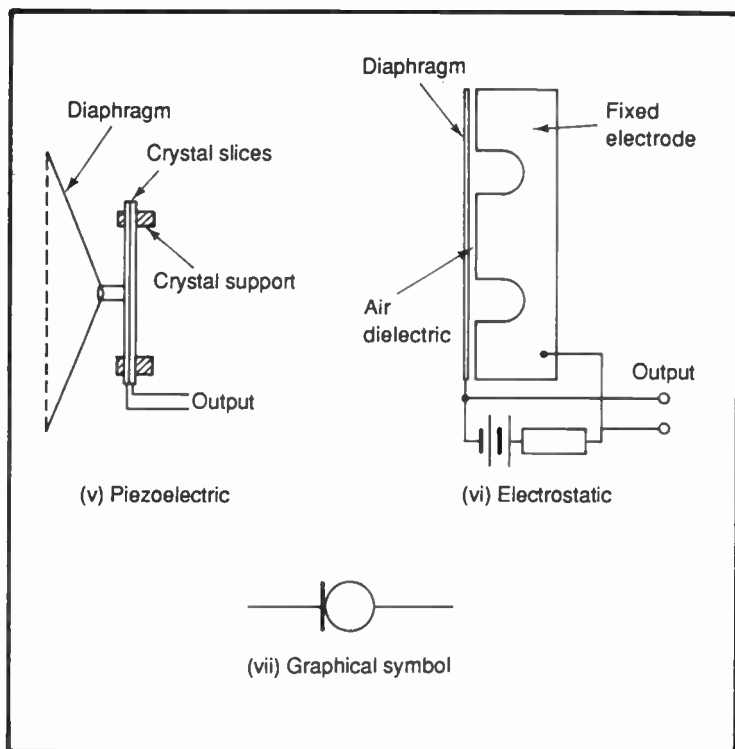 Diaphragm
Crystal slices
Crystal support
Output
(v) Piezoelectric
Diaphragm
Fixed
electrode
Air
dielectric
Output
(vi) Electrostatic
(vii) Graphical symbol